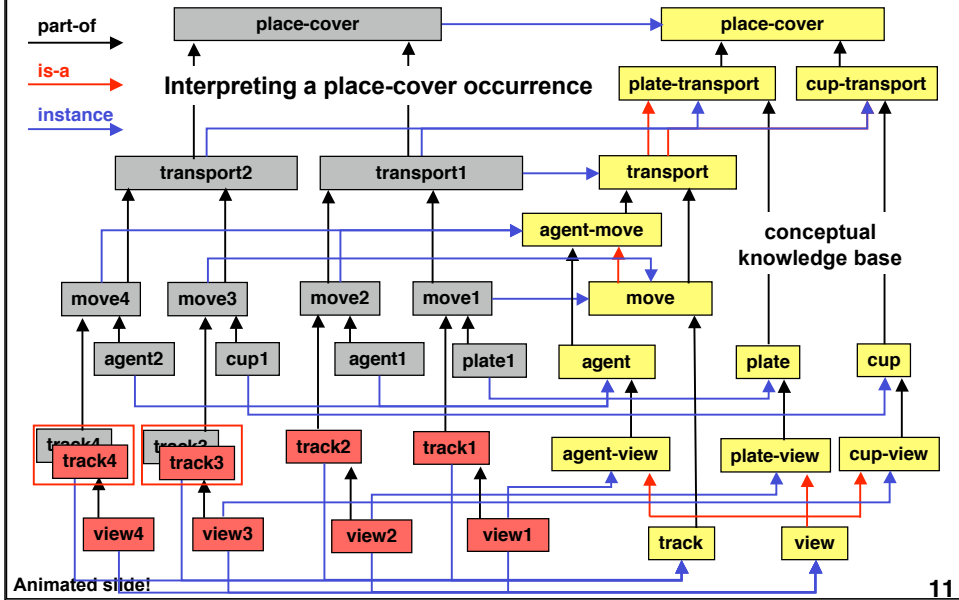 part-of
place-cover
place-cover
is-a
Interpreting a place-cover occurrence
plate-transport
cup-transport
instance
transport2
transport1
transport
agent-move
conceptual
knowledge base
move4
move3
move2
move1
move
agent2
cup1
agent1
plate1
agent
plate
cup
track4
track4
track3
track3
track2
track1
agent-view
plate-view
cup-view
view4
view3
view2
view1
track
view
Animated slide!
11